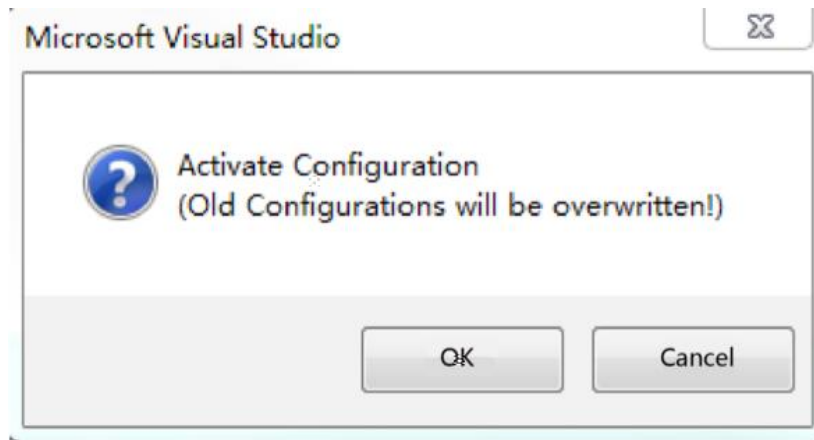 Microsoft Visual Studio
Activate Configuration
(Old Configurations will be overwritten!)
OK
Cancel